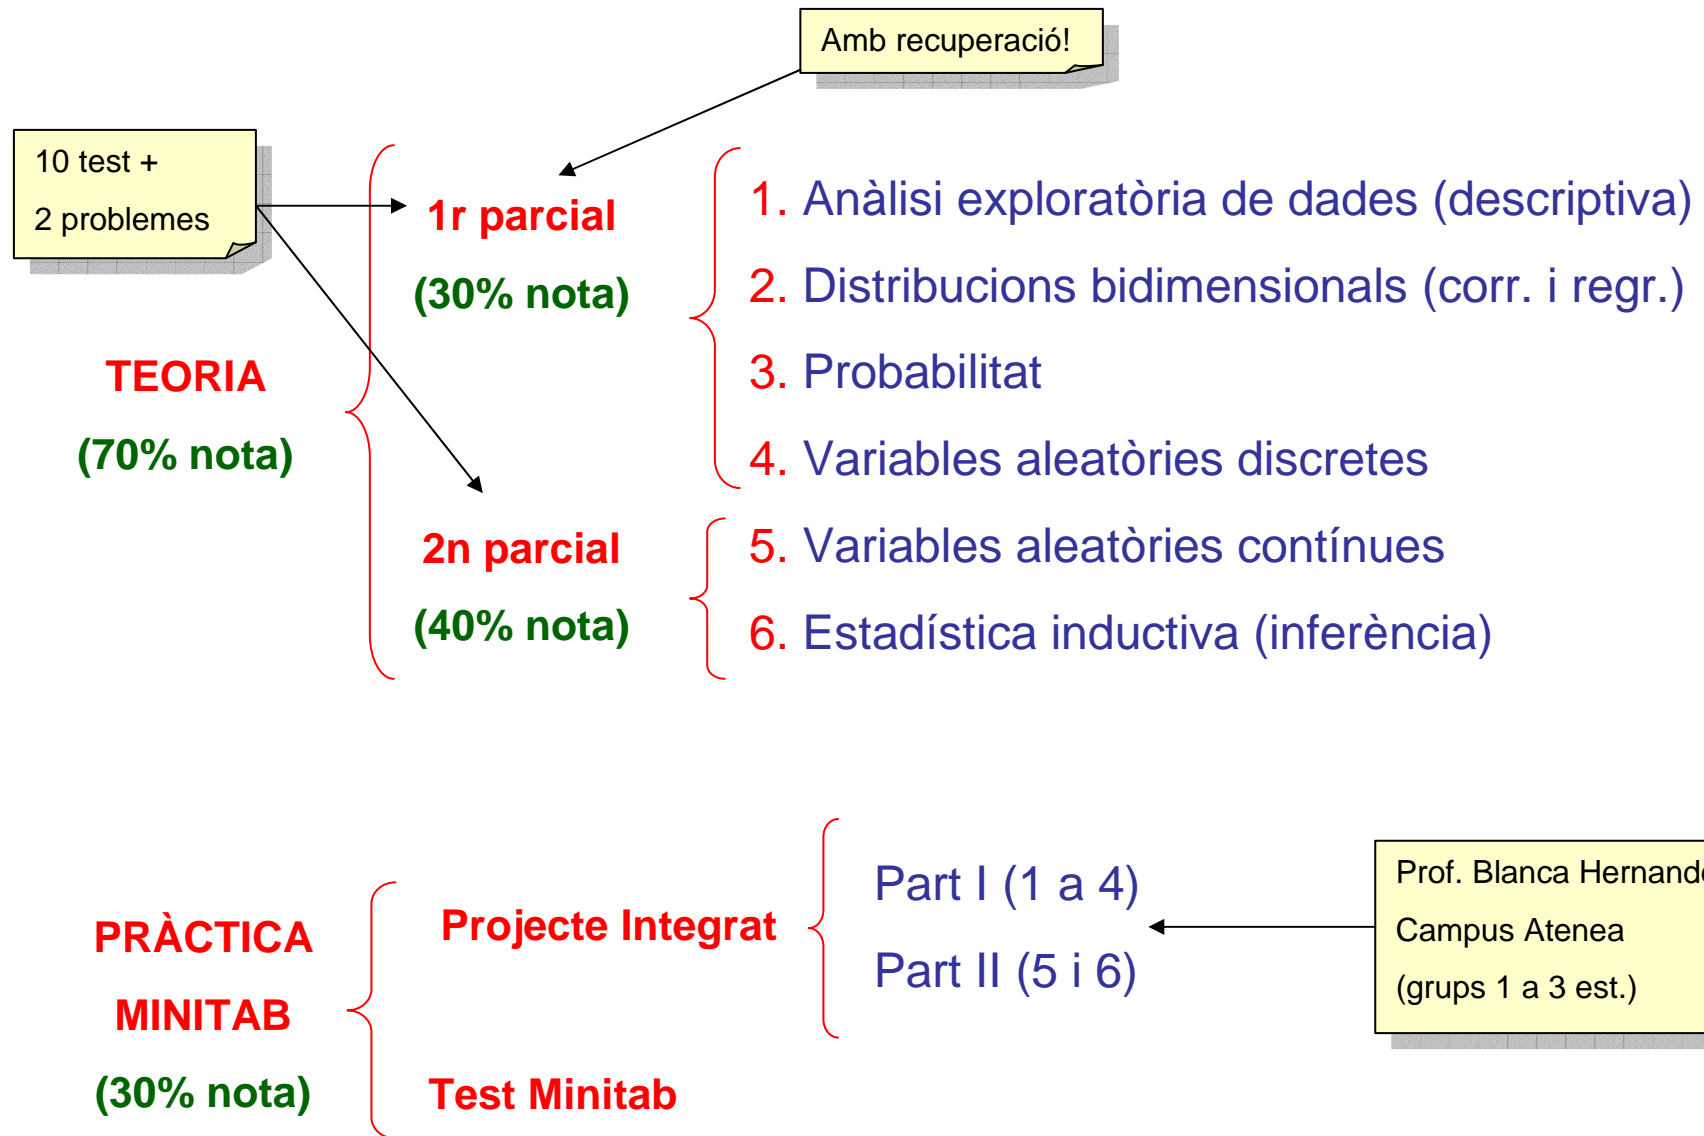 Amb recuperació!
10 test +
2 problemes
TEORIA
(70% nota)
1r parcial
(30% nota)
1. Anàlisi exploratòria de dades (descriptiva)
2. Distribucions bidimensionals (corr. i regr.)
3. Probabilitat
4. Variables aleatòries discretes
2n parcial
(40% nota)
5. Variables aleatòries contínues
6. Estadística inductiva (inferència)
PRÀCTICA
MINITAB
(30% nota)
Projecte Integrat
Part I (1 a 4)
Part II (5 i 6)
Prof. Blanca
Campus Atenea
(grups 1 a 3 est.)
Test Minitab